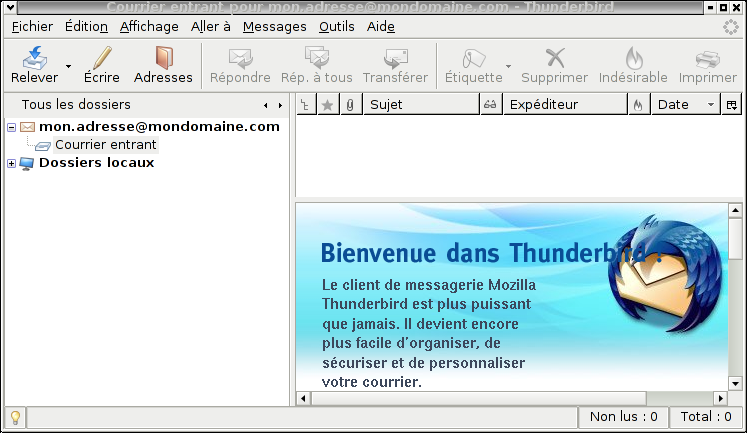 Courrier entrant pour mon.adresse@mondomaine.com - Thunderbird
Fichier Édition Affichage Aller à Messages Outils Aide
Relever Écrire Adresses Répondre Rép. à tous Transférer Étiquette Supprimer Indésirable Imprimer
Tous les dossiers
Sujet Expéditeur Date
mon.adresse@mondomaine.com
Courrier entrant
Dossiers locaux
Bienvenue dans Thunderbird !
Le client de messagerie Mozilla
Thunderbird est plus puissant
que jamais. Il devient encore
plus facile d'organiser, de
sécuriser et de personnaliser
votre courrier.
Non lus : 0 Total : 0